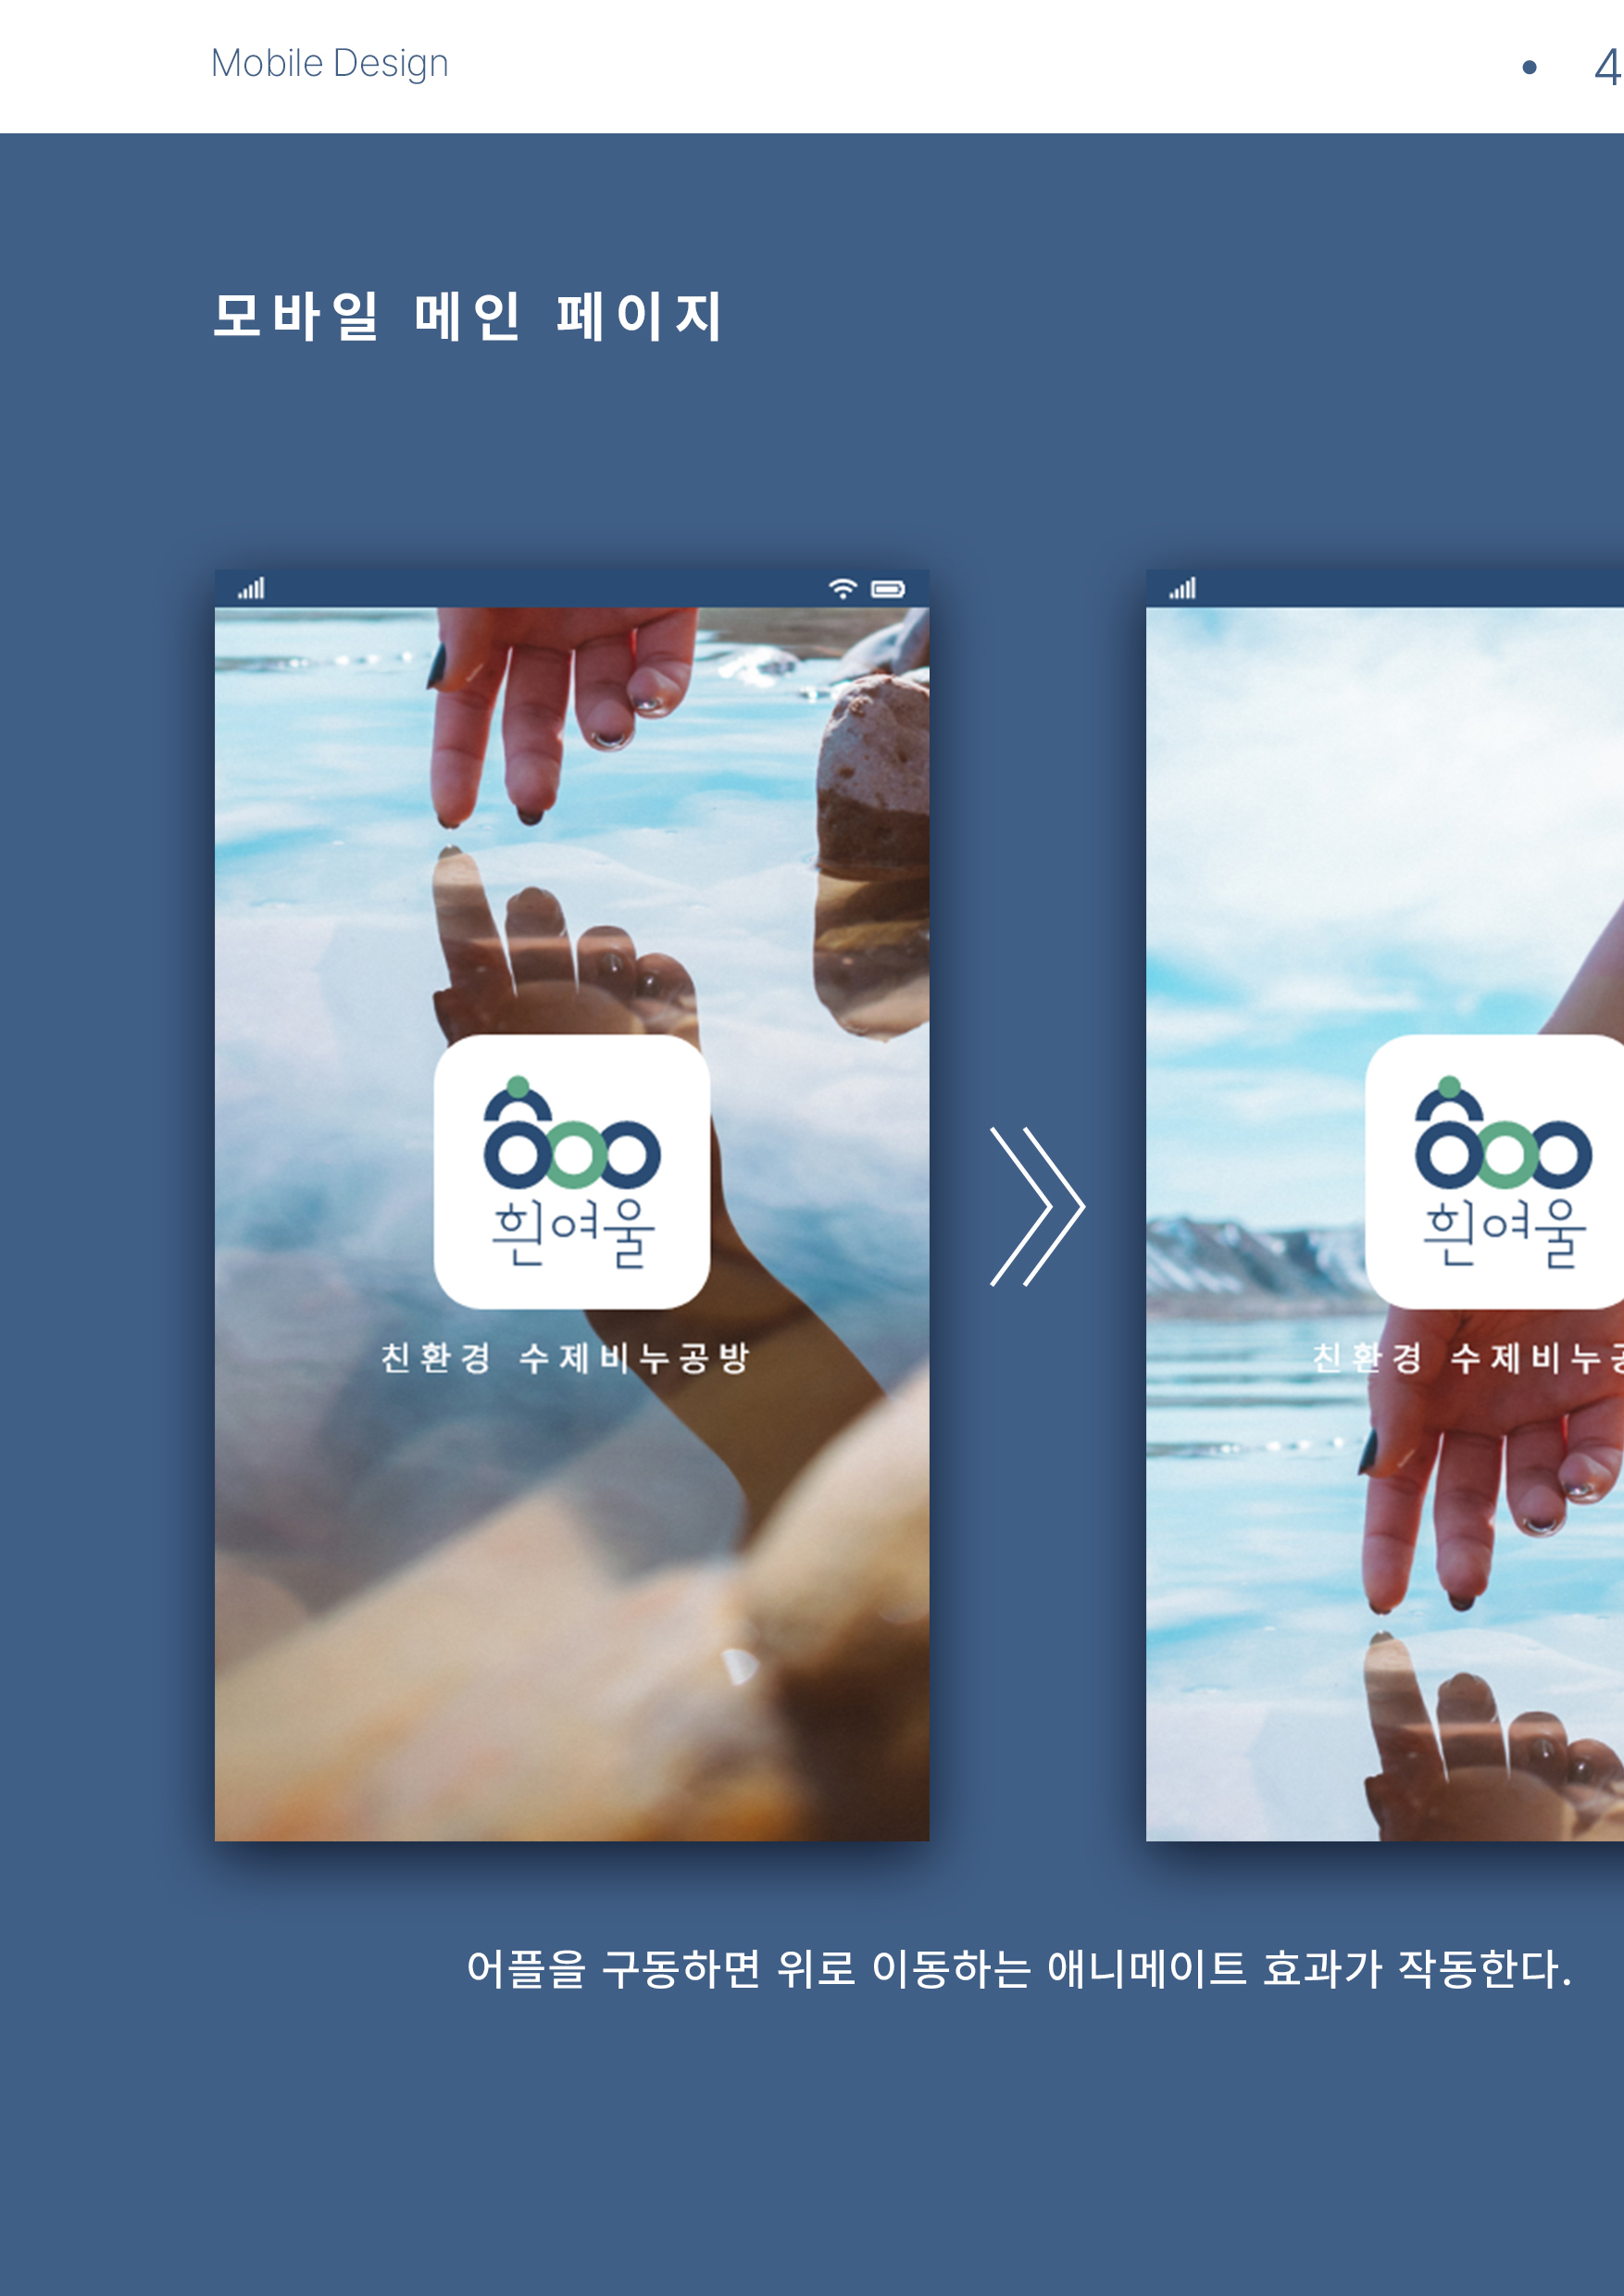 Mobile Design
• 4
모바일 메인 페이지
흰여울
친환경 수제비누공방
흰여울
친환경 수제비누
어플을 구동하면 위로 이동하는 애니메이트 효과가 작동한다.